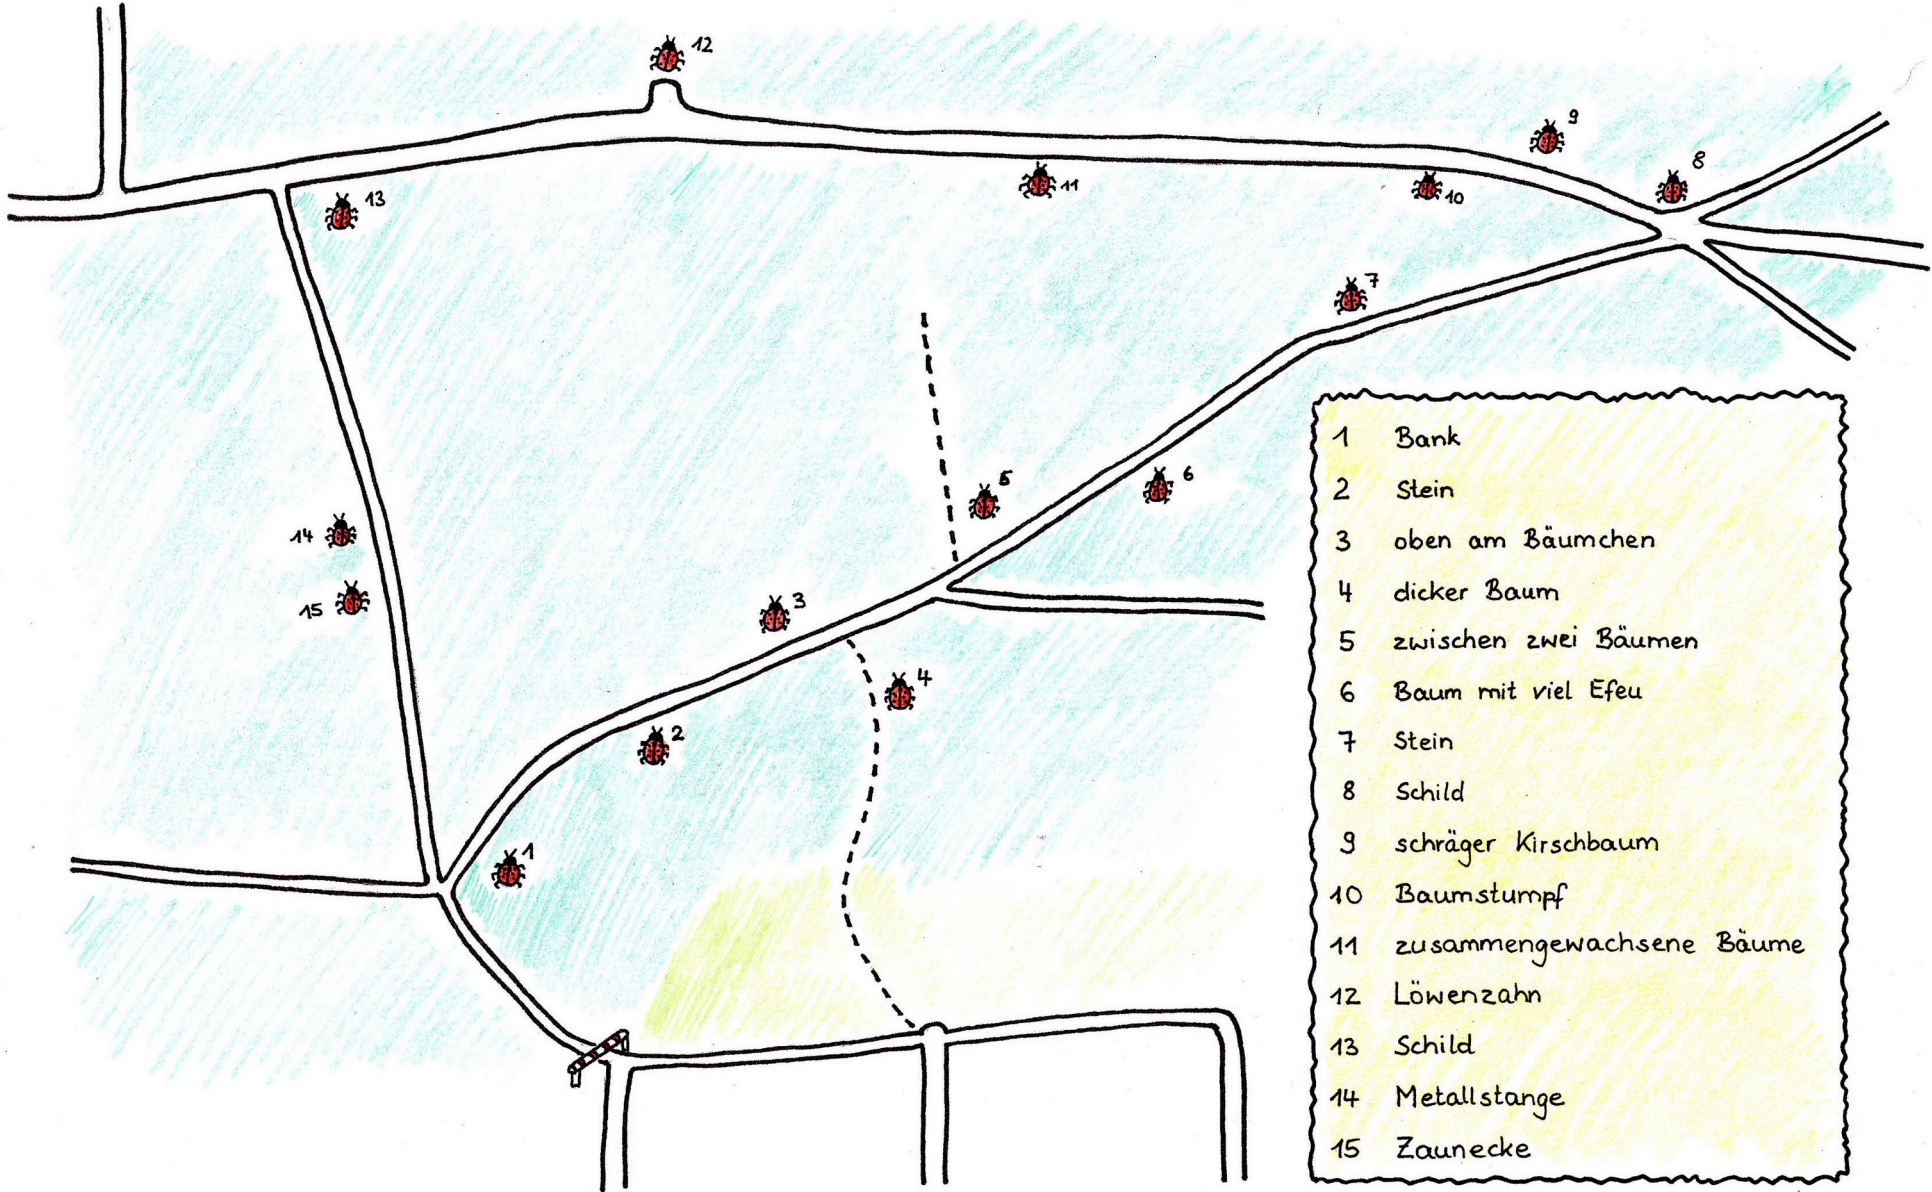 12
9
8
13
11
10
7
5
6
14
15
3
4
2
1
1 Bank
2 Stein
3 oben am Bäumchen
4 dicker Baum
5 zwischen zwei Bäumen
6 Baum mit viel Efeu
7 Stein
8 Schild
9 schräger Kirschbaum
10 Baumstumpf
11 zusammengewachsene Bäume
12 Löwenzahn
13 Schild
14 Metallstange
15 Zaunecke